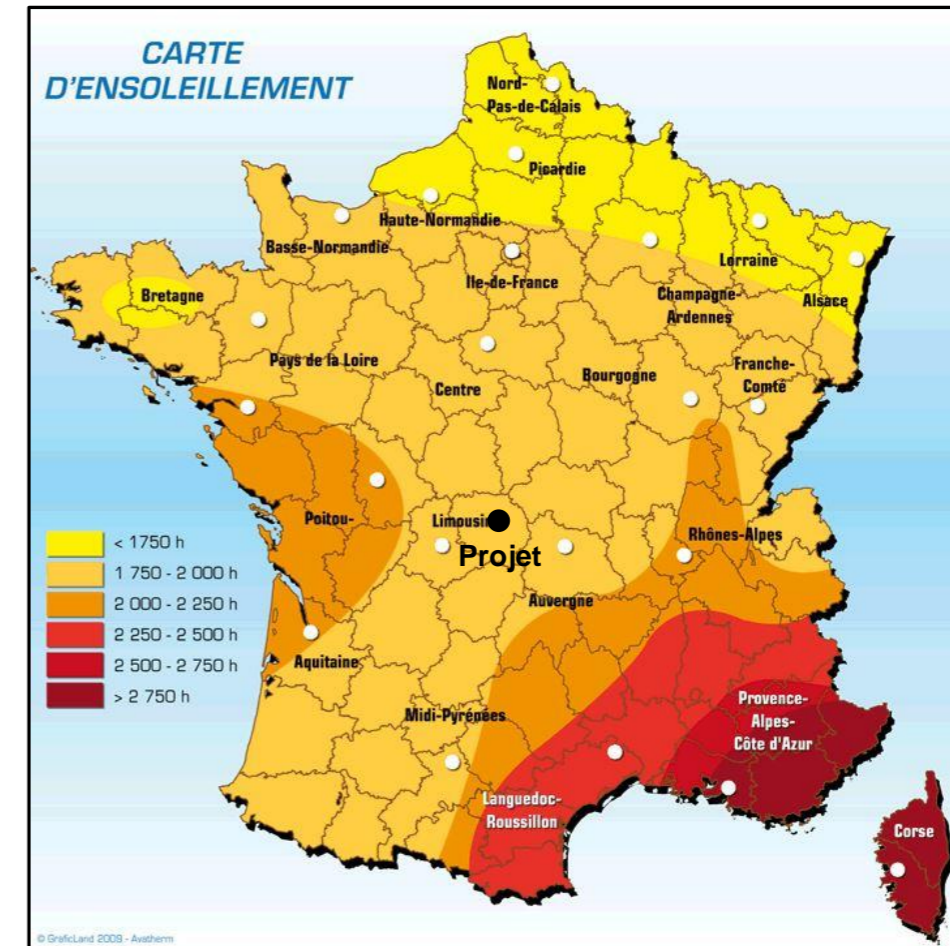 CARTE
D'ENSOLEILLEMENT
Nord-
Pas-de-Calais
Picardie
Haute-Normandie
Basse-Normandie
Ile-de-France
Lorraine
Alsace
Champagne-
Ardennes
Bretagne
Pays de la Loire
Centre
Bourgogne
Franche-
Comté
Poitou-
Limousin
Projet
Rhônes-Alpes
Auvergne
< 1750 h
1 750 - 2 000 h
2 000 - 2 250 h
2 250 - 2 500 h
2 500 - 2 750 h
> 2 750 h
Aquitaine
Midi-Pyrénées
Provence-
Alpes-
Côte d'Azur
Languedoc-
Roussillon
Corse
© GraficLand 2009 - Avatherm